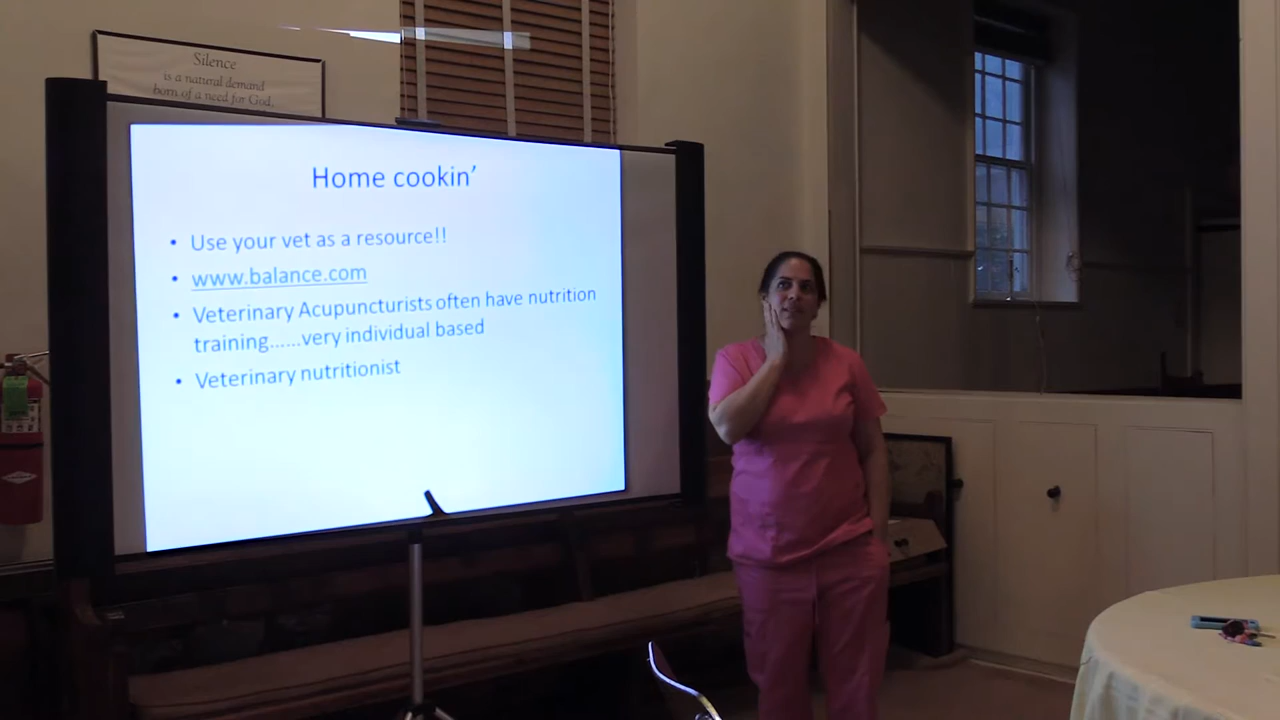 Silence
is a natural demand
born of a need for God,
Home cookin’
• Use your vet as a resource!!
• www.balance.com
• Veterinary Acupuncturists often have nutrition
training……very individual based
• Veterinary nutritionist